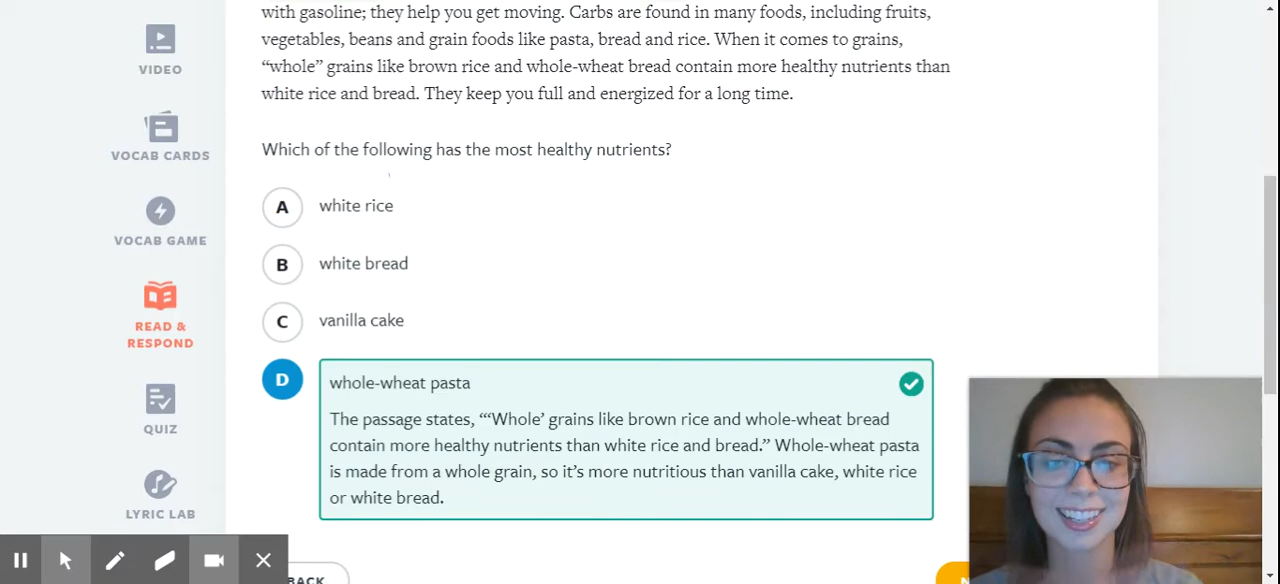 with gasoline; they help you get moving. Carbs are found in many foods, including fruits,
vegetables, beans and grain foods like pasta, bread and rice. When it comes to grains,
“whole” grains like brown rice and whole-wheat bread contain more healthy nutrients than
white rice and bread. They keep you full and energized for a long time.
Which of the following has the most healthy nutrients?
A white rice
B white bread
C vanilla cake
D whole-wheat pasta
The passage states, “‘Whole’ grains like brown rice and whole-wheat bread
contain more healthy nutrients than white rice and bread.” Whole-wheat pasta
is made from a whole grain, so it’s more nutritious than vanilla cake, white rice
or white bread.
VIDEO
VOCAB CARDS
VOCAB GAME
READ &
RESPOND
QUIZ
LYRIC LAB
BACK